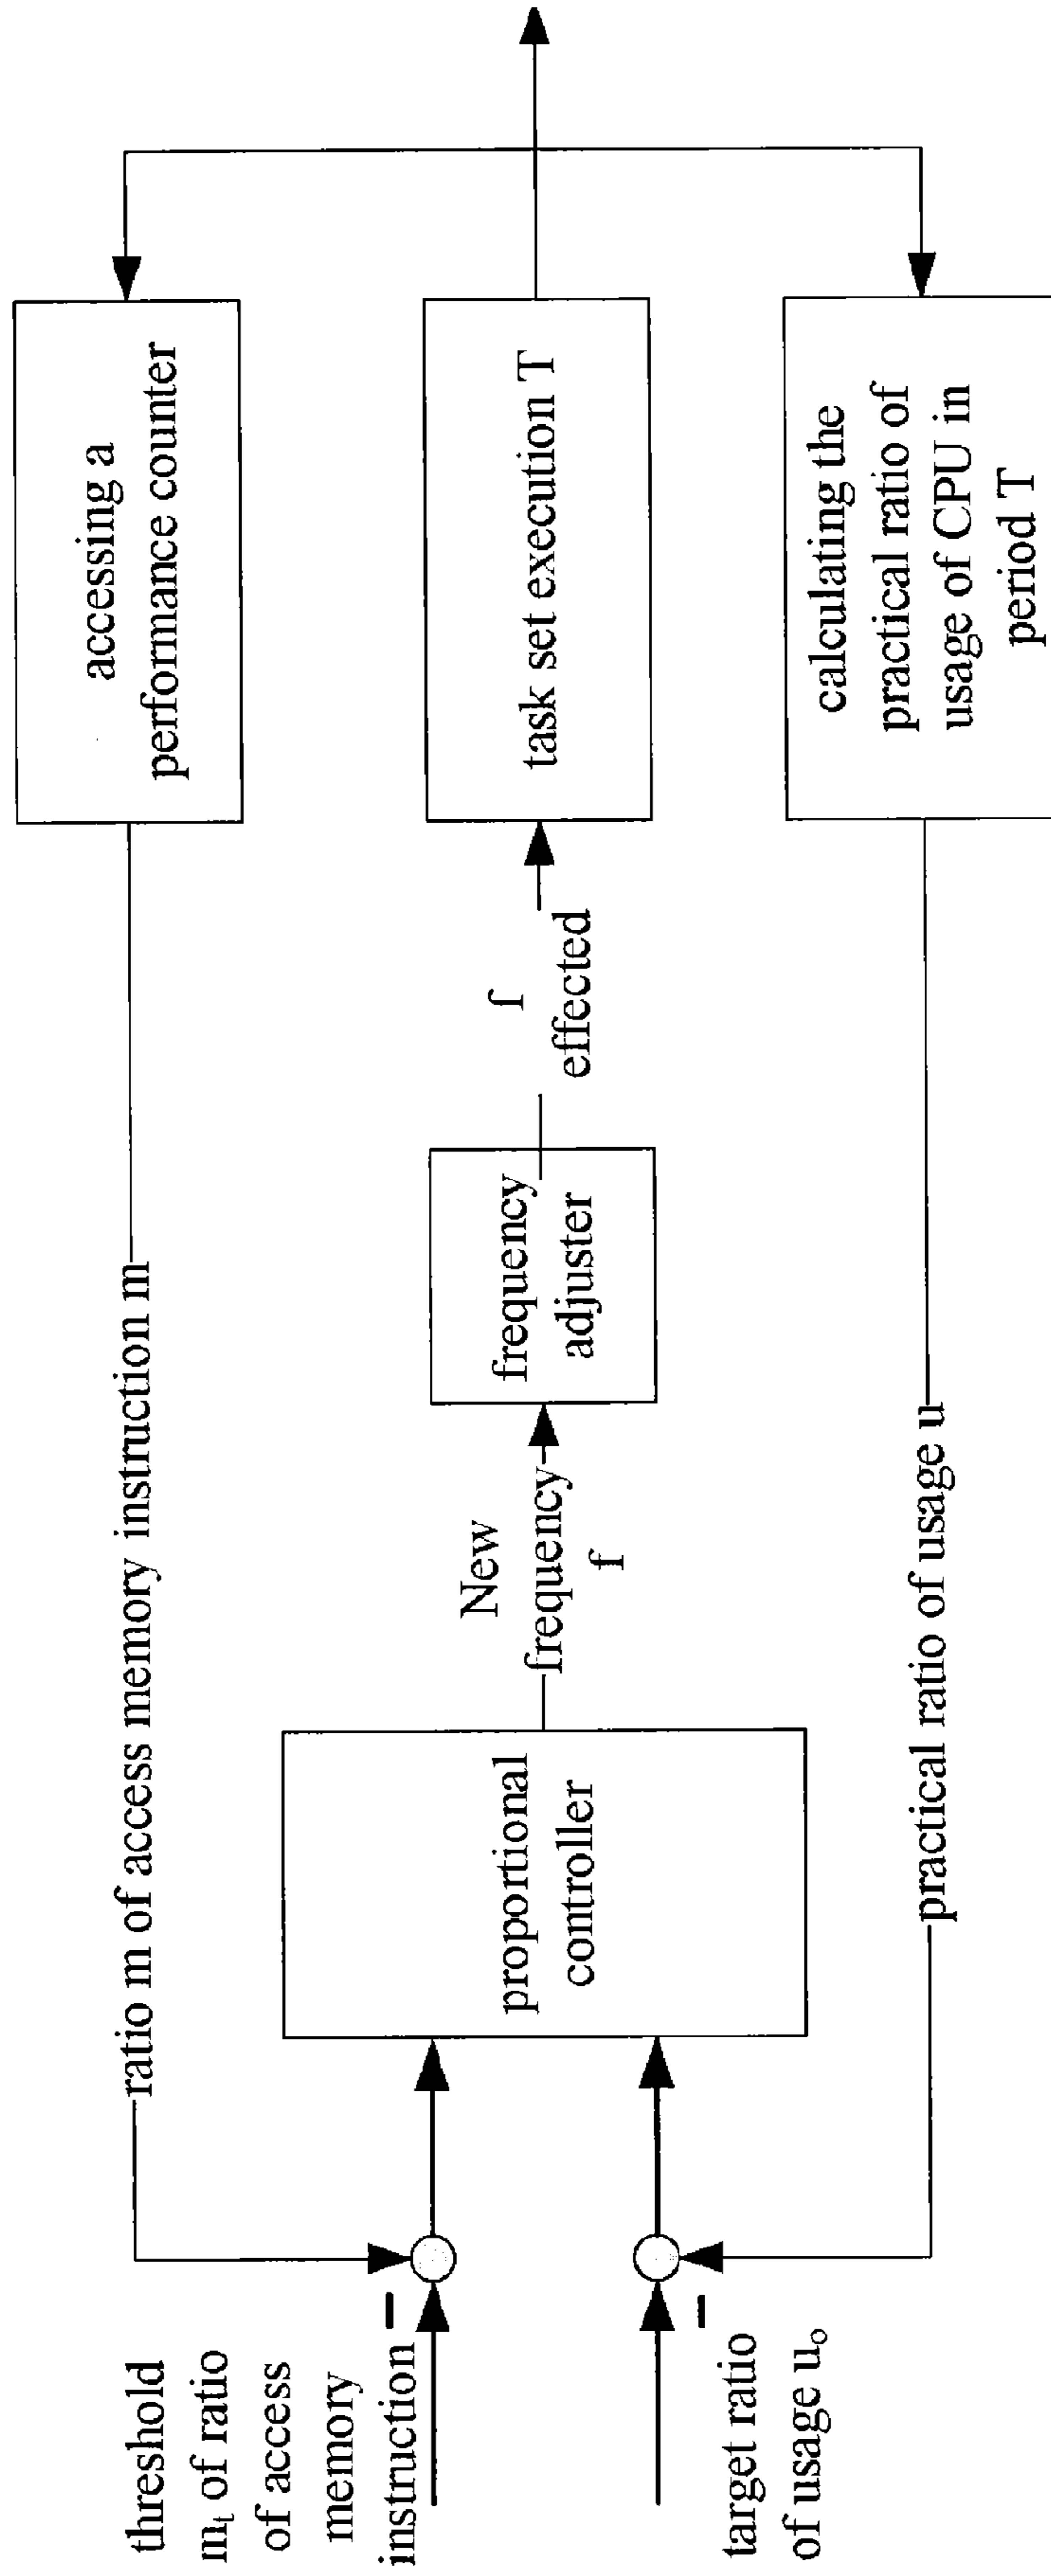 threshold
mₜ of ratio
of access
memory
instruction
target ratio
of usage uₒ
ratio m of access memory instruction m
proportional
controller
practical ratio of usage u
New
frequency
f
frequency
adjuster
f
effected
accessing a
performance counter
task set execution T
calculating the
practical ratio of
usage of CPU in
period T